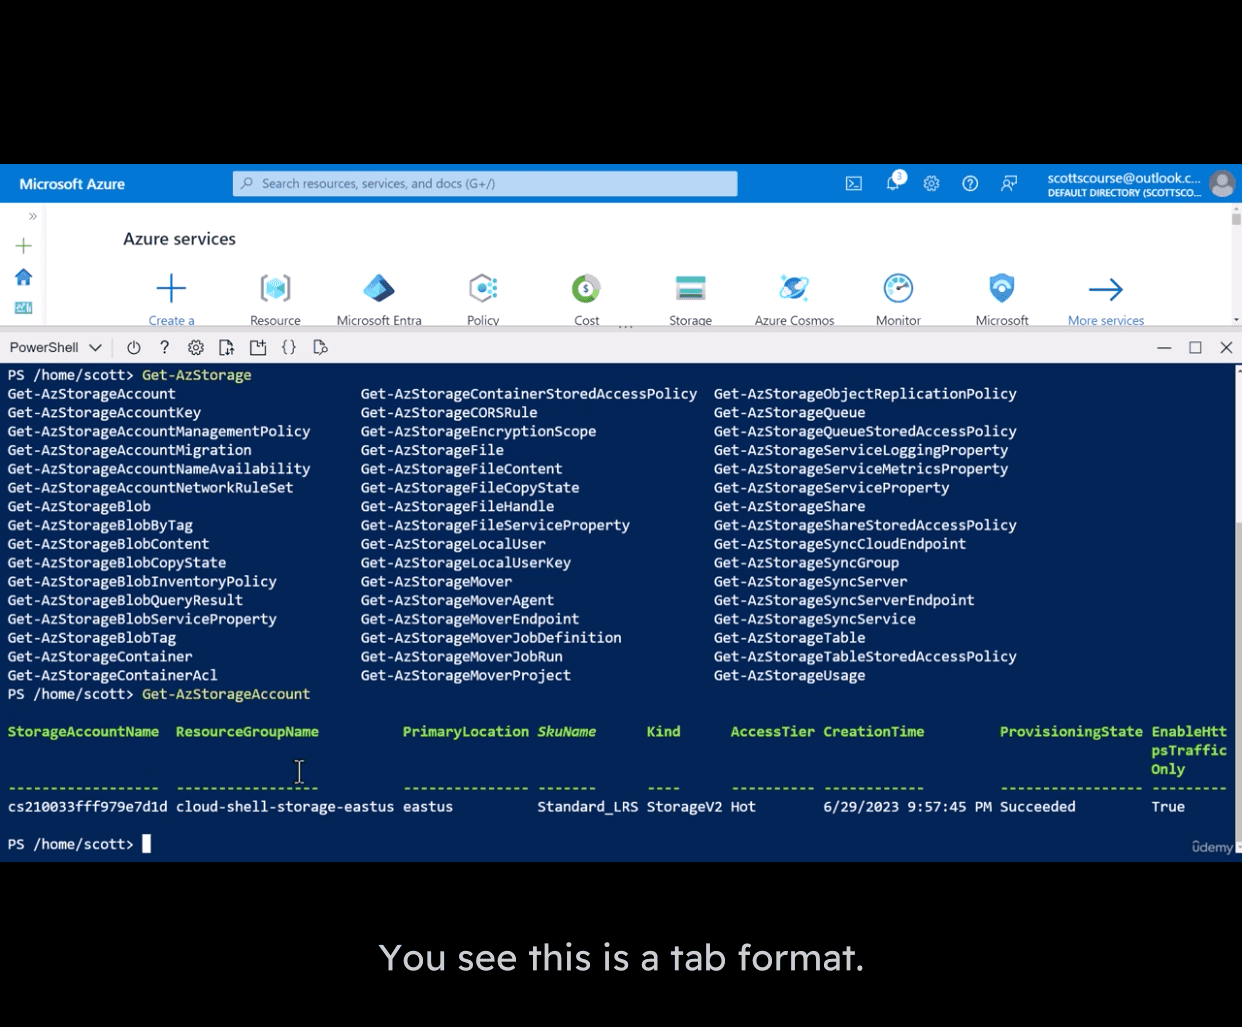 Microsoft Azure
Search resources, services, and docs (G+/)
3
scottscourse@outlook.c...
DEFAULT DIRECTORY (SCOTTSCO...
Azure services
Create a
Resource
Microsoft Entra
Policy
Cost
Storage
Azure Cosmos
Monitor
Microsoft
More services
PowerShell
PS /home/scott> Get-AzStorage
Get-AzStorageAccount Get-AzStorageContainerStoredAccessPolicy Get-AzStorageObjectReplicationPolicy
Get-AzStorageAccountKey Get-AzStorageCORSRule Get-AzStorageQueue
Get-AzStorageAccountManagementPolicy Get-AzStorageEncryptionScope Get-AzStorageQueueStoredAccessPolicy
Get-AzStorageAccountMigration Get-AzStorageFile Get-AzStorageServiceLoggingProperty
Get-AzStorageAccountNameAvailability Get-AzStorageFileContent Get-AzStorageServiceMetricsProperty
Get-AzStorageAccountNetworkRuleSet Get-AzStorageFileCopyState Get-AzStorageServiceProperty
Get-AzStorageBlob Get-AzStorageFileHandle Get-AzStorageShare
Get-AzStorageBlobByTag Get-AzStorageFileServiceProperty Get-AzStorageShareStoredAccessPolicy
Get-AzStorageBlobContent Get-AzStorageLocalUser Get-AzStorageSyncCloudEndpoint
Get-AzStorageBlobCopyState Get-AzStorageLocalUserKey Get-AzStorageSyncGroup
Get-AzStorageBlobInventoryPolicy Get-AzStorageMover Get-AzStorageSyncServer
Get-AzStorageBlobQueryResult Get-AzStorageMoverAgent Get-AzStorageSyncServerEndpoint
Get-AzStorageBlobServiceProperty Get-AzStorageMoverEndpoint Get-AzStorageSyncService
Get-AzStorageBlobTag Get-AzStorageMoverJobDefinition Get-AzStorageTable
Get-AzStorageContainer Get-AzStorageMoverJobRun Get-AzStorageTableStoredAccessPolicy
Get-AzStorageContainerAcl Get-AzStorageMoverProject Get-AzStorageUsage
PS /home/scott> Get-AzStorageAccount
StorageAccountName ResourceGroupName PrimaryLocation SkuName Kind AccessTier CreationTime ProvisioningState EnableHtt
psTraffic
Only
------------------ ----------------- --------------- ------- ---- ---------- ------------ ----------------- ---------
cs210033fff979e7d1d cloud-shell-storage-eastus eastus Standard_LRS StorageV2 Hot 6/29/2023 9:57:45 PM Succeeded True
PS /home/scott>
ûdemy
You see this is a tab format.